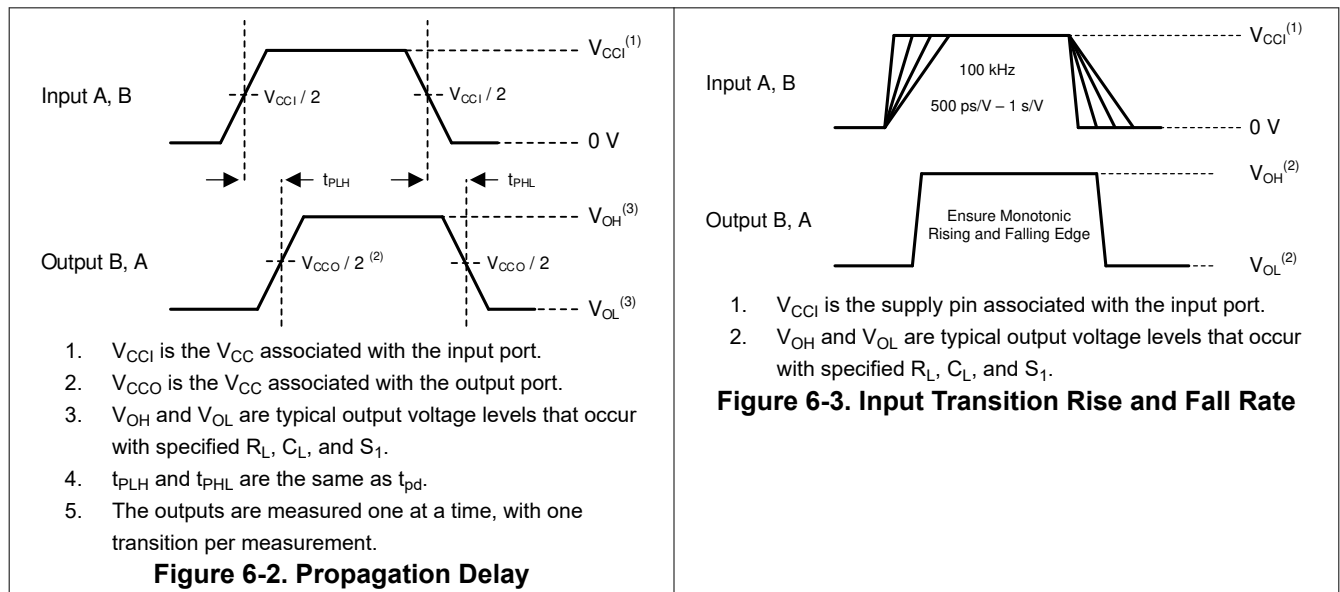 V_CCI(1)
Input A, B
V_CCI / 2
V_CCI / 2
0 V
t_PLH
t_PHL
V_OH(3)
Output B, A
V_CCO / 2 (2)
V_CCO / 2
V_OL(3)
1. V_CCI is the V_CC associated with the input port.
2. V_CCO is the V_CC associated with the output port.
3. V_OH and V_OL are typical output voltage levels that occur
with specified R_L, C_L, and S_1.
4. t_PLH and t_PHL are the same as t_pd.
5. The outputs are measured one at a time, with one
transition per measurement.
Figure 6-2. Propagation Delay
V_CCI(1)
Input A, B
100 kHz
500 ps/V – 1 s/V
0 V
V_OH(2)
Output B, A
Ensure Monotonic
Rising and Falling Edge
V_OL(2)
1. V_CCI is the supply pin associated with the input port.
2. V_OH and V_OL are typical output voltage levels that occur
with specified R_L, C_L, and S_1.
Figure 6-3. Input Transition Rise and Fall Rate